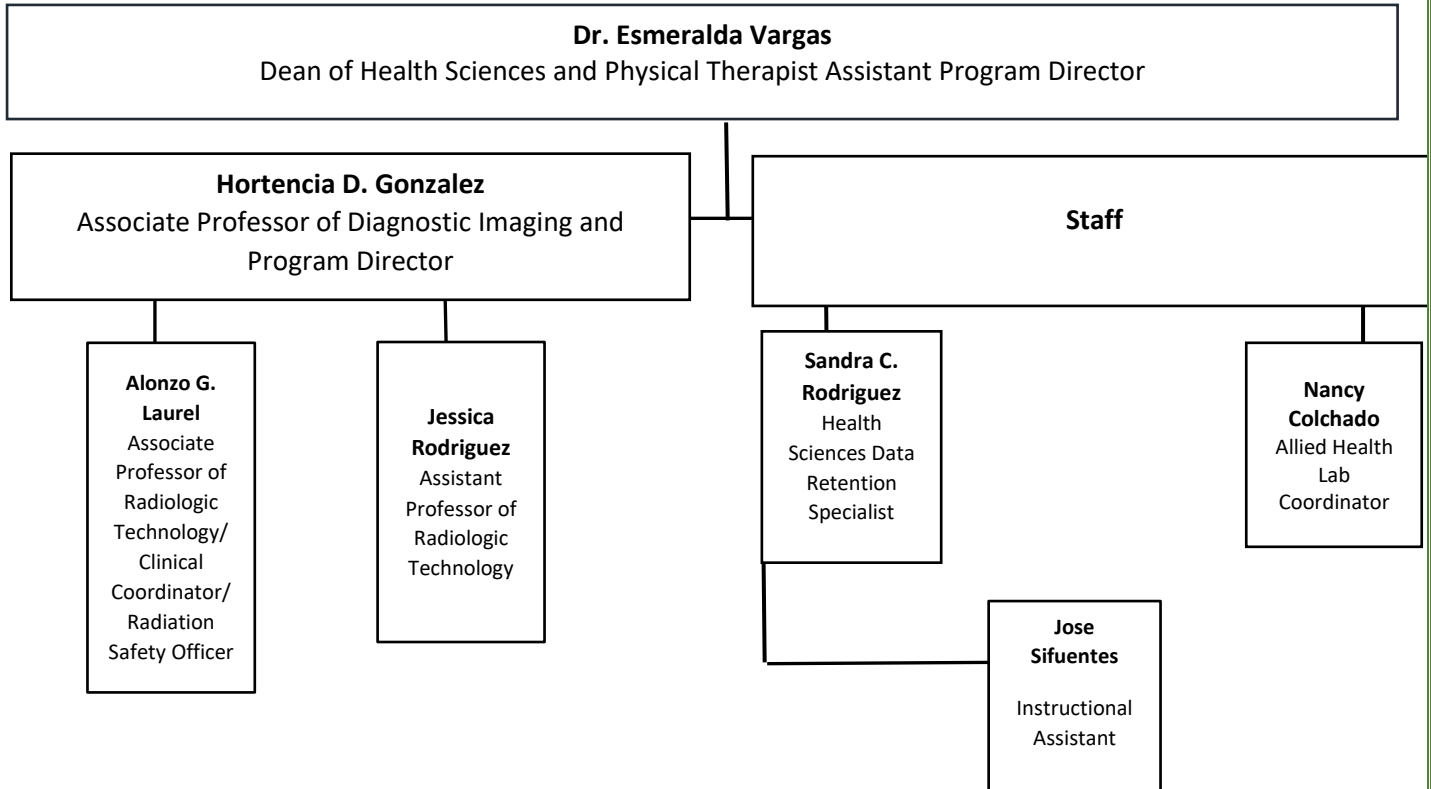 Dr. Esmeralda Vargas
Dean of Health Sciences and Physical Therapist Assistant Program Director
Hortencia D. Gonzalez
Associate Professor of Diagnostic Imaging and
Program Director
Staff
Alonzo G.
Laurel
Associate
Professor of
Radiologic
Technology/
Clinical
Coordinator/
Radiation
Safety Officer
Jessica
Rodriguez
Assistant
Professor of
Radiologic
Technology
Sandra C.
Rodriguez
Health
Sciences Data
Retention
Specialist
Nancy
Colchado
Allied Health
Lab
Coordinator
Jose
Sifuentes
Instructional
Assistant